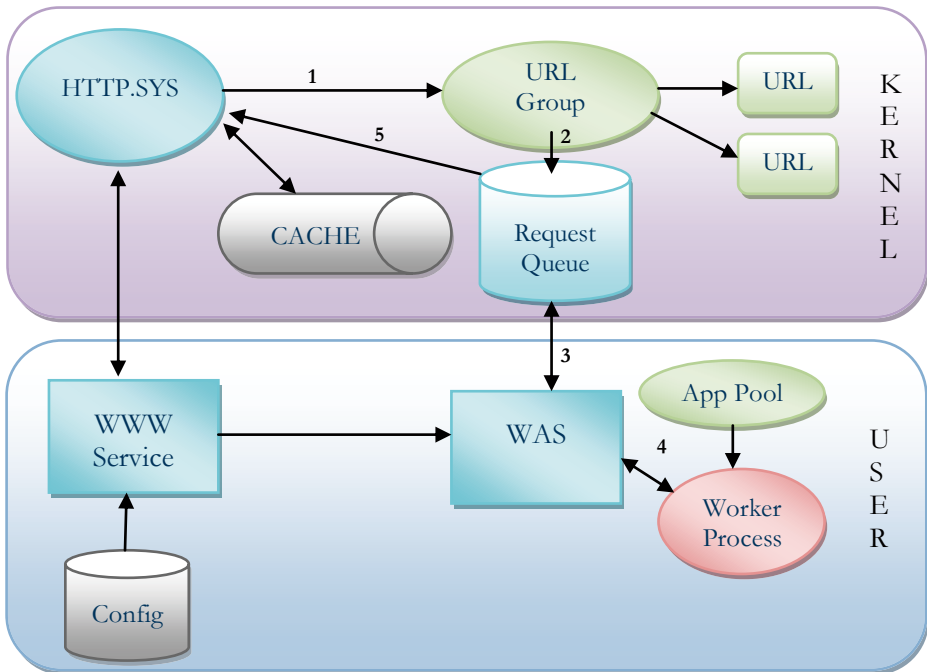 HTTP.SYS
1
URL
Group
URL
URL
5
2
CACHE
Request
Queue
K
E
R
N
E
L
3
WWW
Service
WAS
4
App Pool
Worker
Process
Config
U
S
E
R